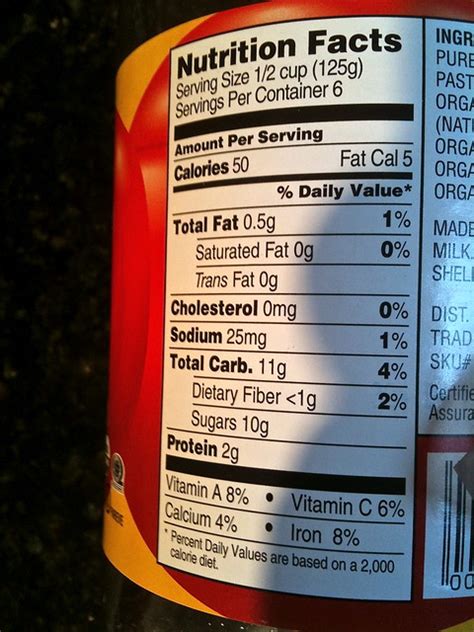 Nutrition Facts
Serving Size 1/2 cup (125g)
Servings Per Container 6
Amount Per Serving
Calories 50 Fat Cal 5
% Daily Value*
Total Fat 0.5g 1%
Saturated Fat 0g 0%
Trans Fat 0g
Cholesterol 0mg 0%
Sodium 25mg 1%
Total Carb. 11g 4%
Dietary Fiber <1g 2%
Sugars 10g
Protein 2g
Vitamin A 8% • Vitamin C 6%
Calcium 4% • Iron 8%
* Percent Daily Values are based on a 2,000
calorie diet.
INGR
PURE
PAST
ORGA
(NATU
ORGA
ORGA
ORGA
MADE
MILK.
SHELL
DIST.
TRAD
SKU#
Certifie
Assura